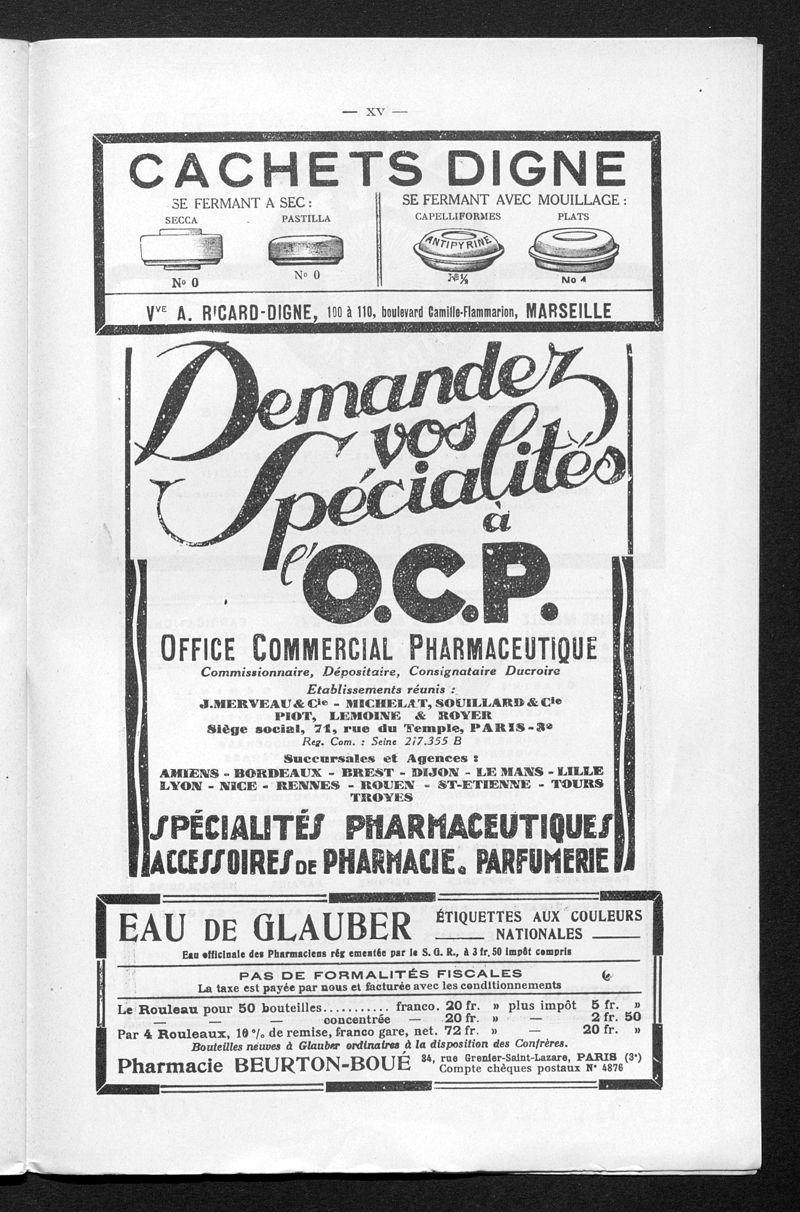 — XV —
CACHETS DIGNE
SE FERMANT A SEC :
SECCA
PASTILLA
No 0
No 0
SE FERMANT AVEC MOUILLAGE :
CAPELLIFORMES
PLATS
ANTIPYRINE
No 1
Vve A. RICARD-DIGNE, 100 à 110, boulevard Camille-Flammarion, MARSEILLE
Demandez
vos
Spécialités
à
l'O.C.P.
OFFICE COMMERCIAL PHARMACEUTIQUE
Commissionnaire, Dépositaire, Consignataire Ducroire
Etablissements réunis :
J.MERVEAU & Cie - MICHELAT, SOUILLARD & Cie
PIOT, LEMOINE & ROYER
Siège social, 71, rue du Temple, PARIS-3e
Reg. Com. : Seine 217.355 B
Succursales et Agences :
AMIENS - BORDEAUX - BREST - DIJON - LE MANS - LILLE
LYON - NICE - RENNES - ROUEN - ST-ETIENNE - TOURS
TROYES
SPÉCIALITÉS PHARMACEUTIQUES
ACCESSOIRES DE PHARMACIE. PARFUMERIE
EAU DE GLAUBER
ÉTIQUETTES AUX COULEURS
NATIONALES
Eau officinale des Pharmaciens rég ementée par le S. G. R., à 3 fr. 50 impôt compris
PAS DE FORMALITÉS FISCALES
La taxe est payée par nous et facturée avec les conditionnements
Le Rouleau pour 50 bouteilles........... franco. 20 fr. » plus impôt 5 fr. »
— — — concentrée — 20 fr. » — 2 fr. 50
Par 4 Rouleaux, 10 % de remise, franco gare, net. 72 fr. » — 20 fr. »
Bouteilles neuves à Glauber ordinaires à la disposition des Confrères.
Pharmacie BEURTON-BOUÉ
34, rue Grenier-Saint-Lazare, PARIS (3e)
Compte chèques postaux N° 4876